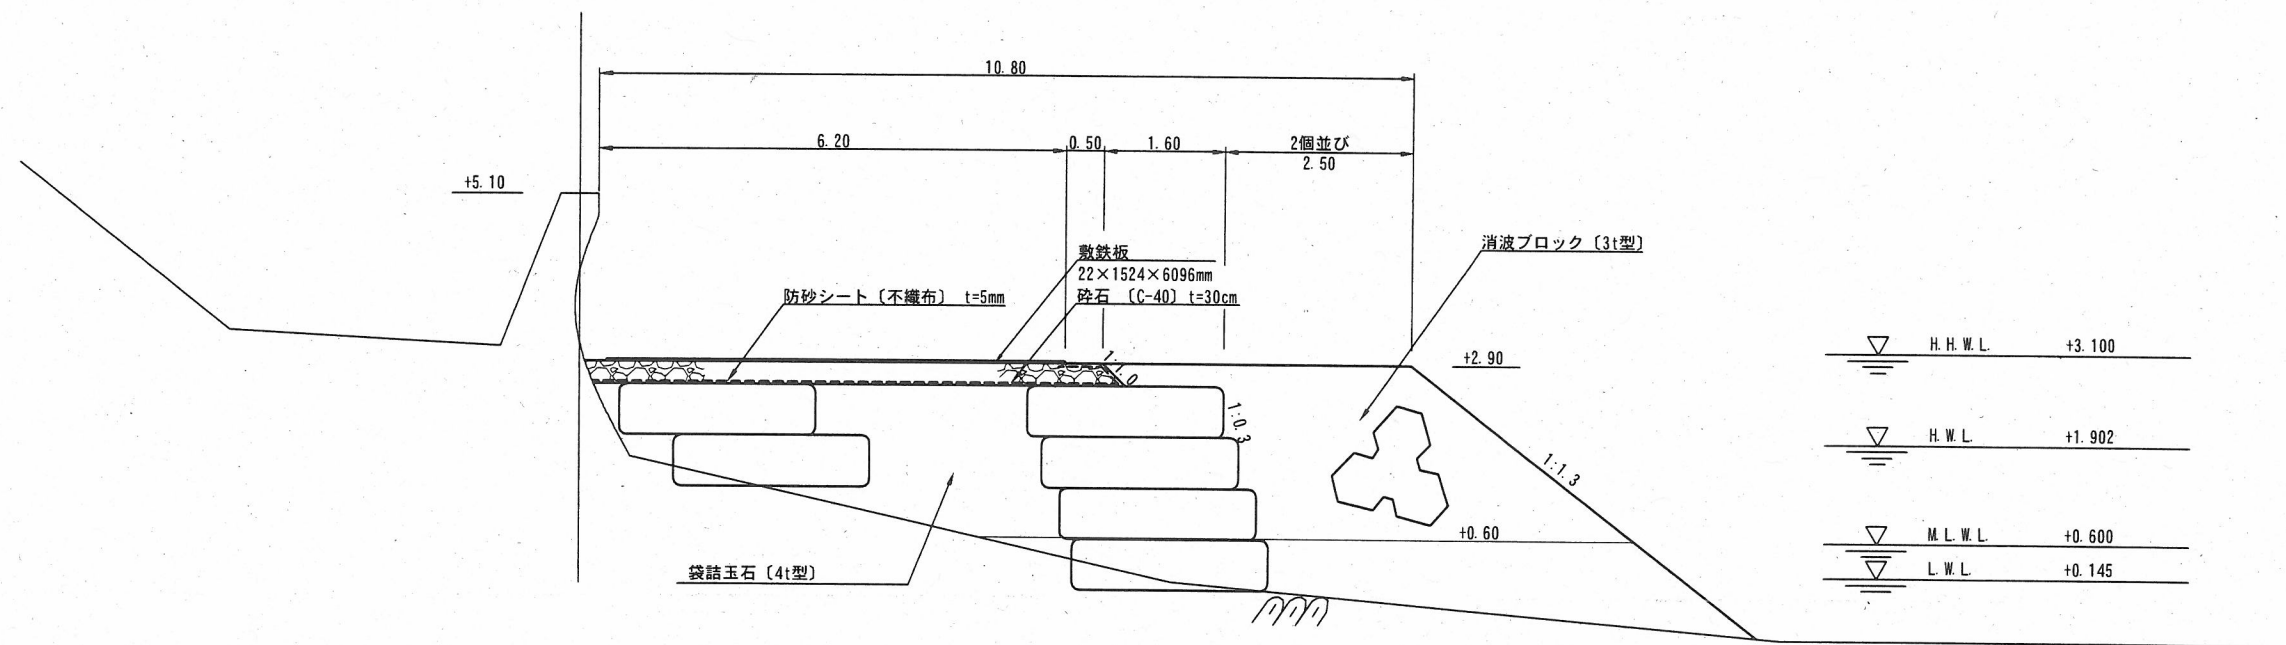 10.80
6.20
0.50
1.60
2個並び
2.50
+5.10
敷鉄板
22×1524×6096mm
砕石 〔C-40〕 t=30cm
防砂シート〔不織布〕 t=5mm
消波ブロック〔3t型〕
1:1.0
+2.90
1:0.3
1:1.3
+0.60
袋詰玉石〔4t型〕
H.H.W.L. +3.100
H.W.L. +1.902
M.L.W.L. +0.600
L.W.L. +0.145